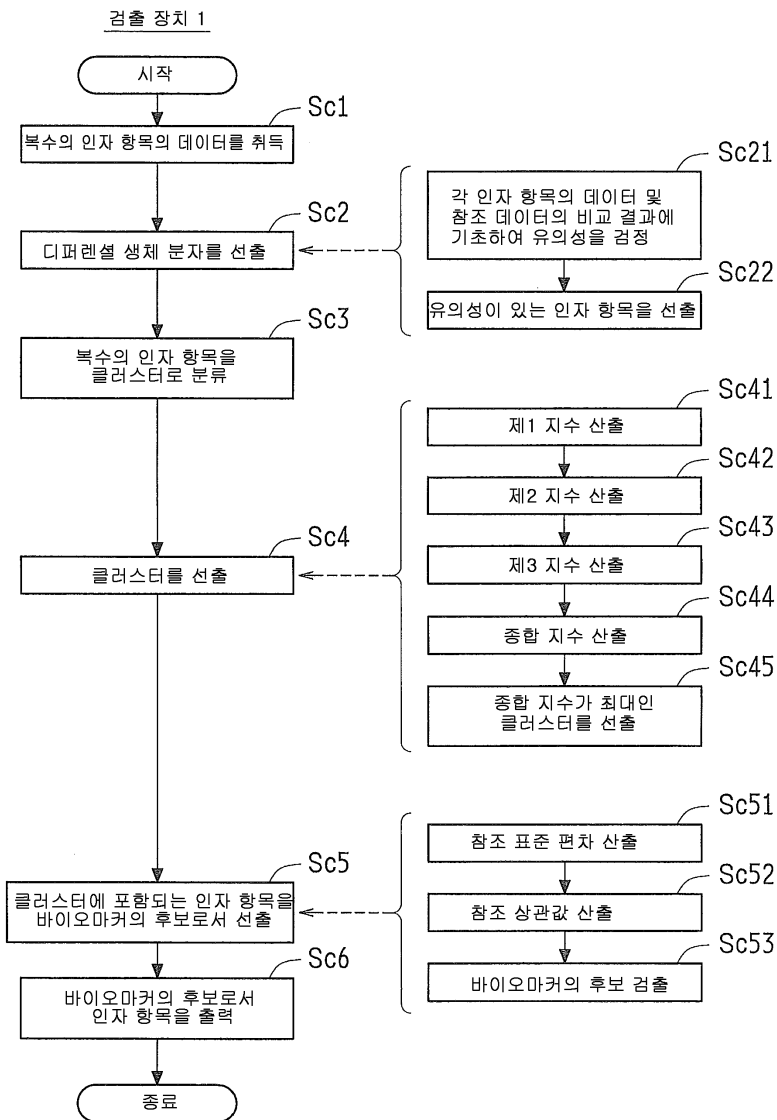 검출 장치 1
시작
Sc1
복수의 인자 항목의 데이터를 취득
Sc2
디퍼렌셜 생체 분자를 선출
Sc21
각 인자 항목의 데이터 및
참조 데이터의 비교 결과에
기초하여 유의성을 검정
Sc22
유의성이 있는 인자 항목을 선출
Sc3
복수의 인자 항목을
클러스터로 분류
Sc4
클러스터를 선출
Sc41
제1 지수 산출
Sc42
제2 지수 산출
Sc43
제3 지수 산출
Sc44
종합 지수 산출
Sc45
종합 지수가 최대인
클러스터를 선출
Sc5
클러스터에 포함되는 인자 항목을
바이오마커의 후보로서 선출
Sc51
참조 표준 편차 산출
Sc52
참조 상관값 산출
Sc53
바이오마커의 후보 검출
Sc6
바이오마커의 후보로서
인자 항목을 출력
종료